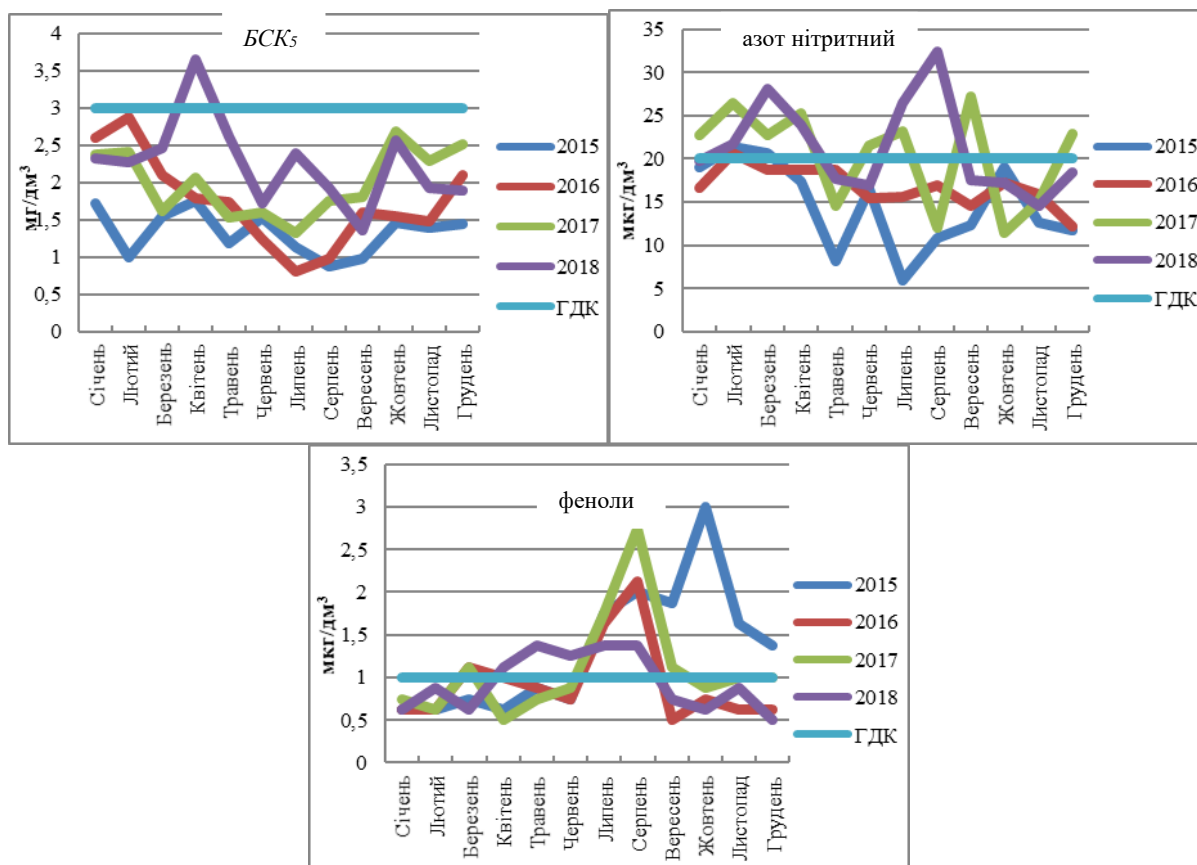 БСК5
4
3,5
3
2,5
2
1,5
1
0,5
0
мг/дм³
Січень
Лютий
Березень
Квітень
Травень
Червень
Липень
Серпень
Вересень
Жовтень
Листопад
Грудень
2015
2016
2017
2018
ГДК
азот нітритний
35
30
25
20
15
10
5
0
мкг/дм³
Січень
Лютий
Березень
Квітень
Травень
Червень
Липень
Серпень
Вересень
Жовтень
Листопад
Грудень
2015
2016
2017
2018
ГДК
феноли
3,5
3
2,5
2
1,5
1
0,5
0
мкг/дм³
Січень
Лютий
Березень
Квітень
Травень
Червень
Липень
Серпень
Вересень
Жовтень
Листопад
Грудень
2015
2016
2017
2018
ГДК